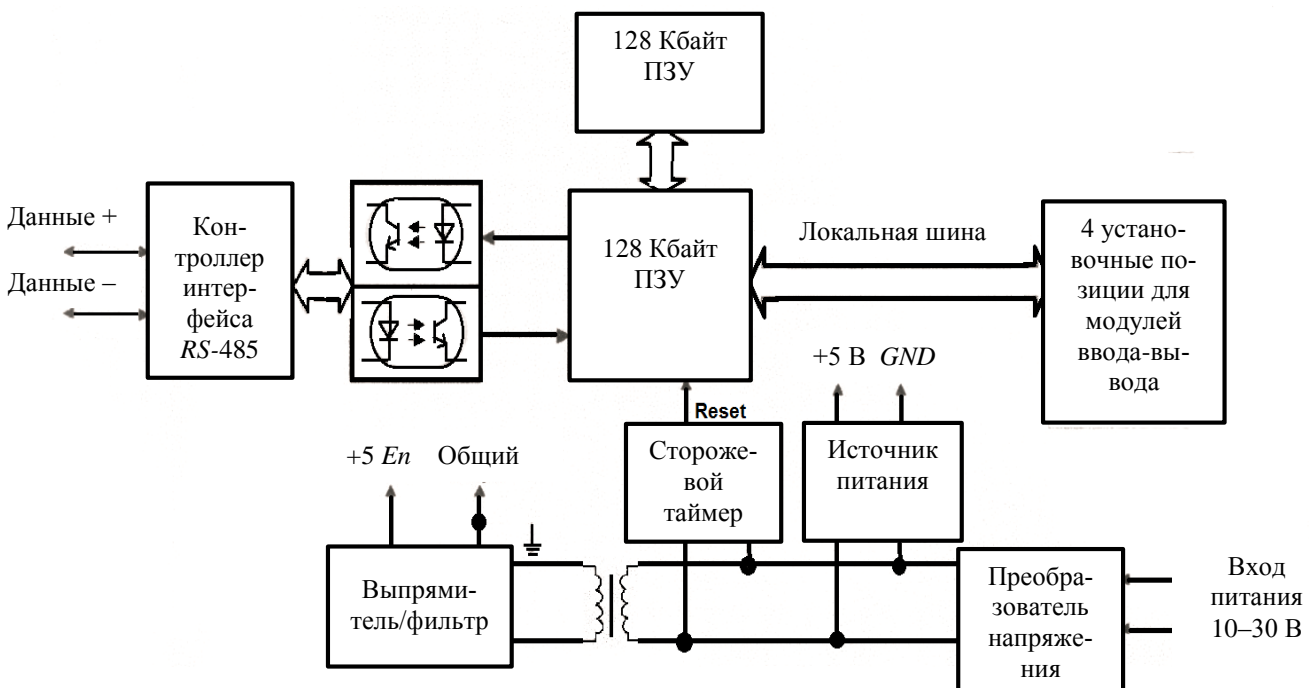 128 Кбайт
ПЗУ
Данные +
Данные –
Кон-
троллер
интер-
фейса
RS-485
128 Кбайт
ПЗУ
Локальная шина
4 устано-
вочные по-
зиции для
модулей
ввода-вы-
вода
+5 В GND
Reset
+5 En Общий
Стороже-
вой
таймер
Источник
питания
Выпрями-
тель/фильтр
Преобра-
зователь
напряже-
ния
Вход
питания
10–30 В